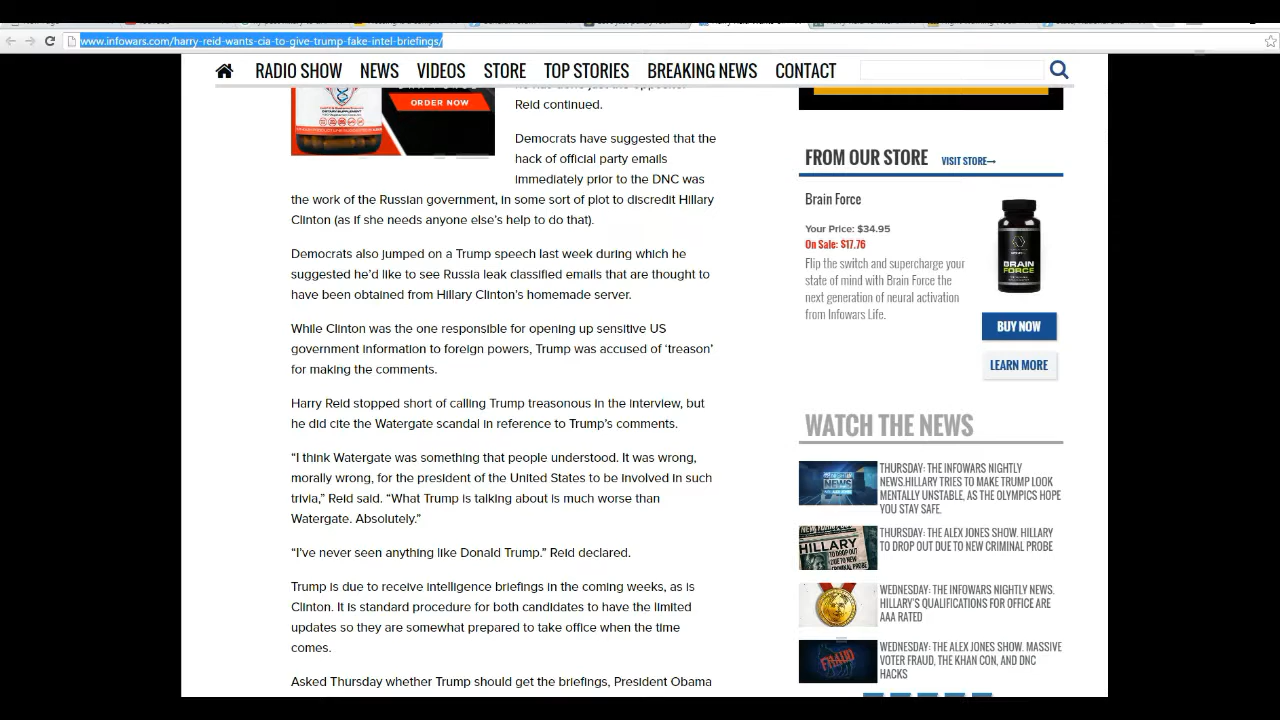 www.infowars.com/harry-reid-wants-cia-to-give-trump-fake-intel-briefings/
RADIO SHOW NEWS VIDEOS STORE TOP STORIES BREAKING NEWS CONTACT
ORDER NOW
Reid continued.
Democrats have suggested that the
hack of official party emails
immediately prior to the DNC was
the work of the Russian government, in some sort of plot to discredit Hillary
Clinton (as if she needs anyone else's help to do that).
Democrats also jumped on a Trump speech last week during which he
suggested he'd like to see Russia leak classified emails that are thought to
have been obtained from Hillary Clinton's homemade server.
While Clinton was the one responsible for opening up sensitive US
government information to foreign powers, Trump was accused of 'treason'
for making the comments.
Harry Reid stopped short of calling Trump treasonous in the interview, but
he did cite the Watergate scandal in reference to Trump's comments.
“I think Watergate was something that people understood. It was wrong,
morally wrong, for the president of the United States to be involved in such
trivia,” Reid said. “What Trump is talking about is much worse than
Watergate. Absolutely.”
“I've never seen anything like Donald Trump.” Reid declared.
Trump is due to receive intelligence briefings in the coming weeks, as is
Clinton. It is standard procedure for both candidates to have the limited
updates so they are somewhat prepared to take office when the time
comes.
Asked Thursday whether Trump should get the briefings, President Obama
FROM OUR STORE VISIT STORE
Brain Force
Your Price: $34.95
On Sale: $17.76
Flip the switch and supercharge your
state of mind with Brain Force the
next generation of neural activation
from Infowars Life.
BRAIN
FORCE
BUY NOW
LEARN MORE
WATCH THE NEWS
THURSDAY: THE INFOWARS NIGHTLY
NEWS.HILLARY TRIES TO MAKE TRUMP LOOK
MENTALLY UNSTABLE, AS THE OLYMPICS HOPE
YOU STAY SAFE.
HILLARY
THURSDAY: THE ALEX JONES SHOW. HILLARY
TO DROP OUT DUE TO NEW CRIMINAL PROBE
WEDNESDAY: THE INFOWARS NIGHTLY NEWS.
HILLARY'S QUALIFICATIONS FOR OFFICE ARE
AAA RATED
FRAUD
WEDNESDAY: THE ALEX JONES SHOW. MASSIVE
VOTER FRAUD, THE KHAN CON, AND DNC
HACKS